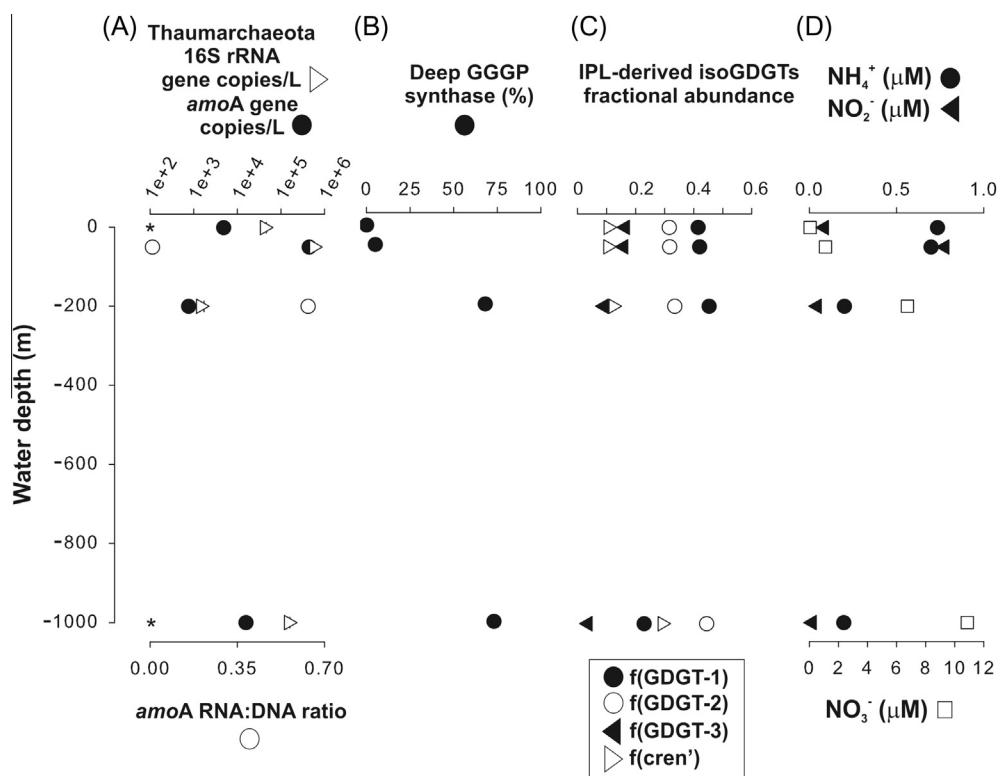 (A)
Thaumarchaeota
16S rRNA
gene copies/L
amoA gene
copies/L
1e+2 1e+3 1e+4 1e+5 1e+6
(B)
Deep GGGP
synthase (%)
0 25 50 75 100
(C)
IPL-derived isoGDGTs
fractional abundance
0 0.2 0.4 0.6
(D)
NH₄⁺ (µM)
NO₂⁻ (µM)
0.0 0.5 1.0
Water depth (m)
0
-200
-400
-600
-800
-1000
*
*
0.00 0.35 0.70
amoA RNA:DNA ratio
f(GDGT-1)
f(GDGT-2)
f(GDGT-3)
f(cren’)
0 2 4 6 8 10 12
NO₃⁻ (µM)